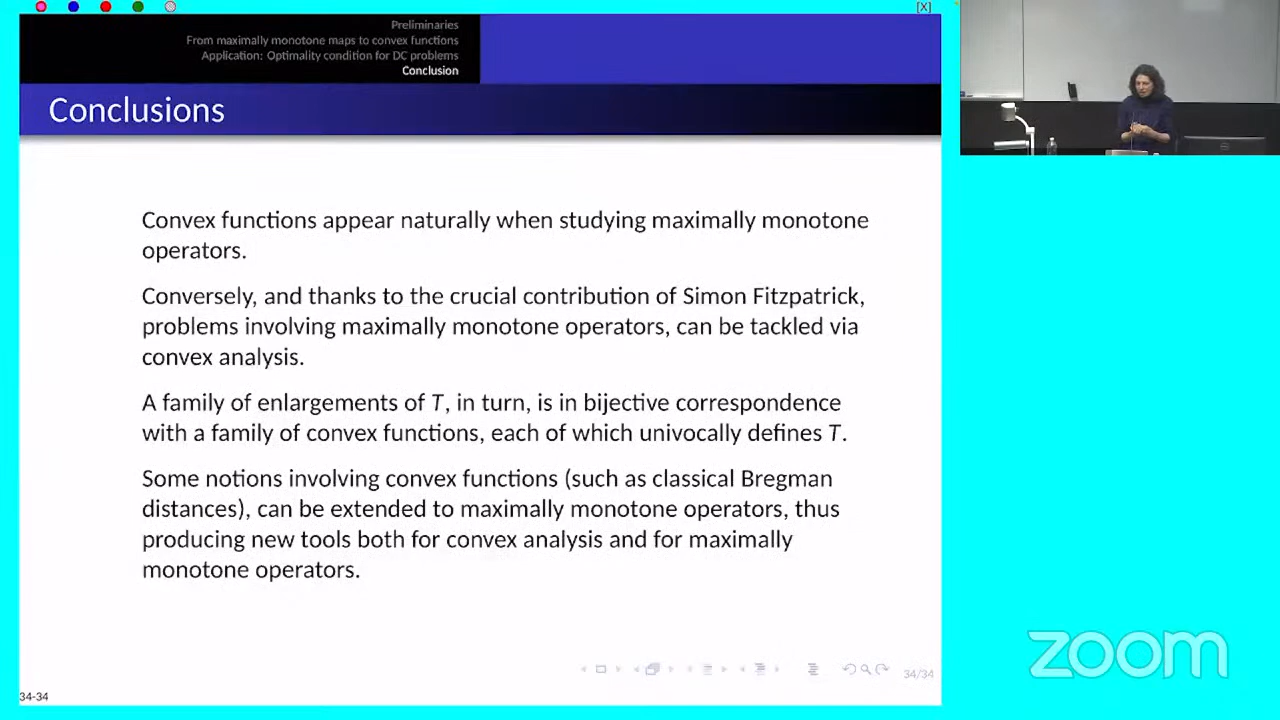 [X]
Preliminaries
From maximally monotone maps to convex functions
Application: Optimality condition for DC problems
Conclusion
Conclusions
Convex functions appear naturally when studying maximally monotone
operators.
Conversely, and thanks to the crucial contribution of Simon Fitzpatrick,
problems involving maximally monotone operators, can be tackled via
convex analysis.
A family of enlargements of T, in turn, is in bijective correspondence
with a family of convex functions, each of which univocally defines T.
Some notions involving convex functions (such as classical Bregman
distances), can be extended to maximally monotone operators, thus
producing new tools both for convex analysis and for maximally
monotone operators.
34/34
34-34
zoom